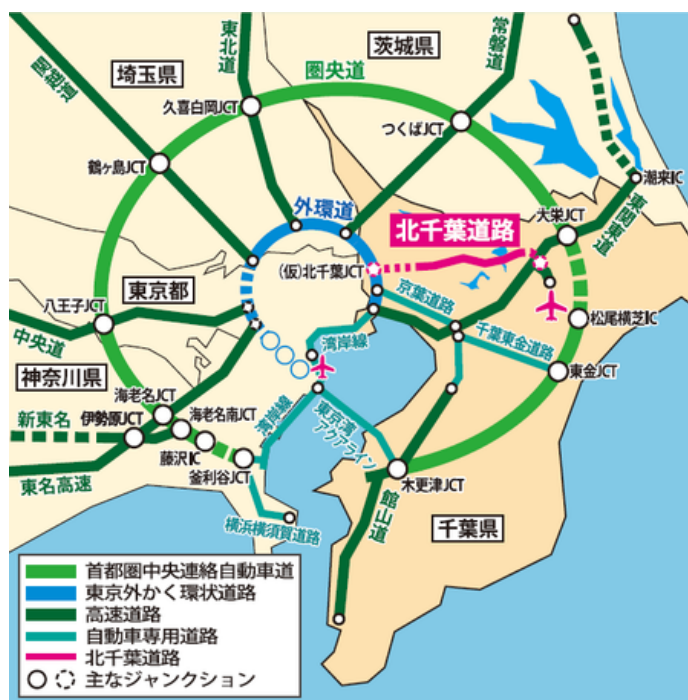 茨城県
常磐道
東北道
埼玉県
関越道
圏央道
久喜白岡JCT
つくばJCT
鶴ヶ島JCT
潮来IC
外環道
大栄JCT
東関東道
北千葉道路
(仮)北千葉JCT
東京都
八王子JCT
中央道
京葉道路
松尾横芝IC
湾岸線
千葉東金道路
神奈川県
東金JCT
海老名JCT
新東名
伊勢原JCT
海老名南JCT
湾岸線
東京湾
アクアライン
藤沢IC
釜利谷JCT
木更津JCT
東名高速
館山道
横浜横須賀道路
千葉県
首都圏中央連絡自動車道
東京外かく環状道路
高速道路
自動車専用道路
北千葉道路
主なジャンクション